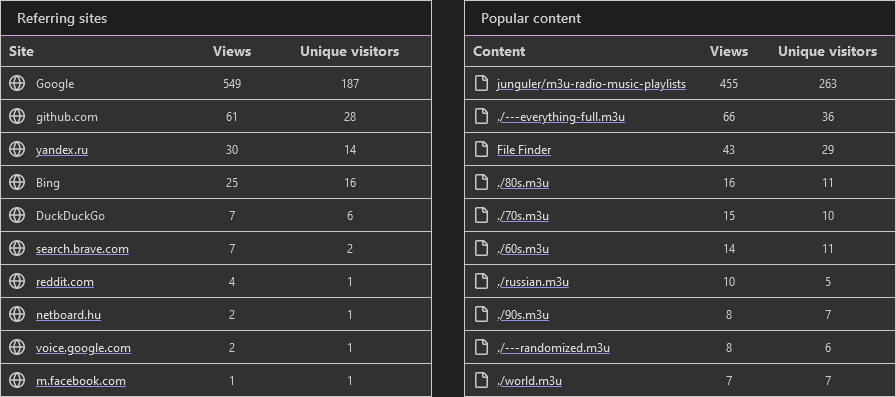 Referring sites
Site Views Unique visitors
Google 549 187
github.com 61 28
yandex.ru 30 14
Bing 25 16
DuckDuckGo 7 6
search.brave.com 7 2
reddit.com 4 1
netboard.hu 2 1
voice.google.com 2 1
m.facebook.com 1 1
Popular content
Content Views Unique visitors
junguler/m3u-radio-music-playlists 455 263
./---everything-full.m3u 66 36
File Finder 43 29
./80s.m3u 16 11
./70s.m3u 15 10
./60s.m3u 14 11
./russian.m3u 10 5
./90s.m3u 8 7
./---randomized.m3u 8 6
./world.m3u 7 7